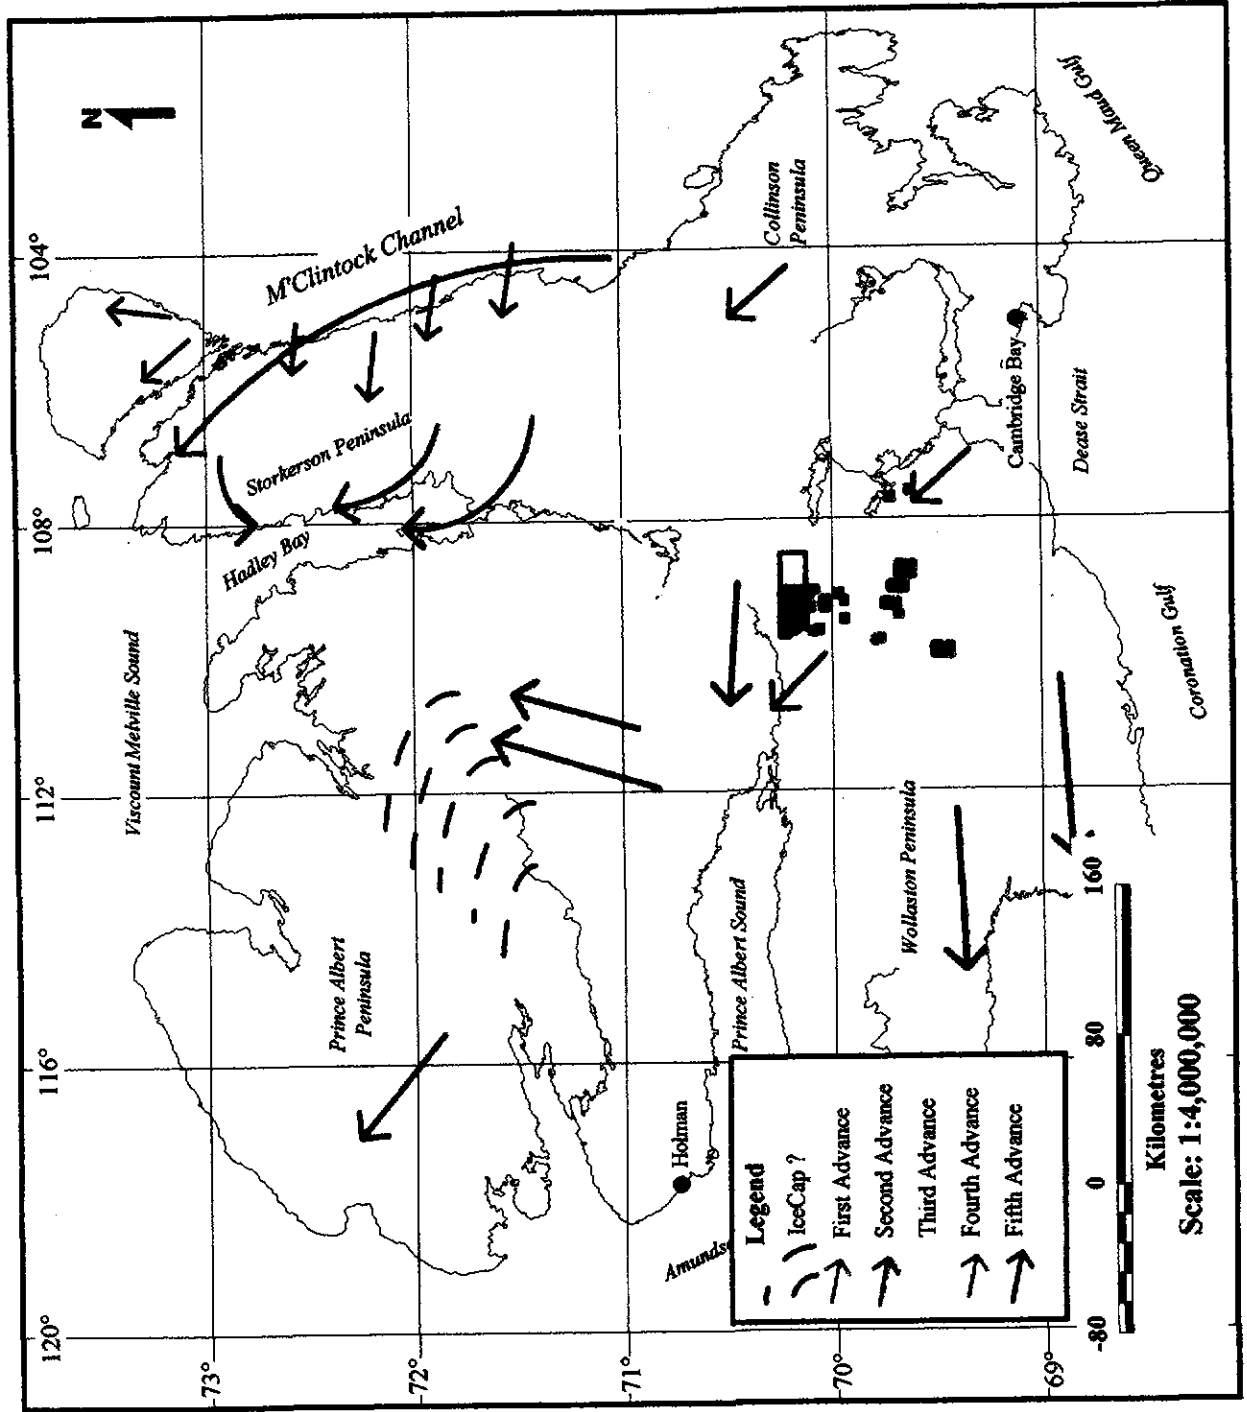 120°
116°
112°
108°
104°
N
73°
72°
71°
70°
69°
Viscount Melville Sound
Hadley Bay
Storkerson Peninsula
M'Clintock Channel
Prince Albert
Peninsula
Collinson
Peninsula
Holman
Prince Albert Sound
Wollaston Peninsula
Cambridge Bay
Dease Strait
Queen Maud Gulf
Coronation Gulf
Legend
IceCap ?
First Advance
Second Advance
Third Advance
Fourth Advance
Fifth Advance
-80
0
80
160
Kilometres
Scale: 1:4,000,000